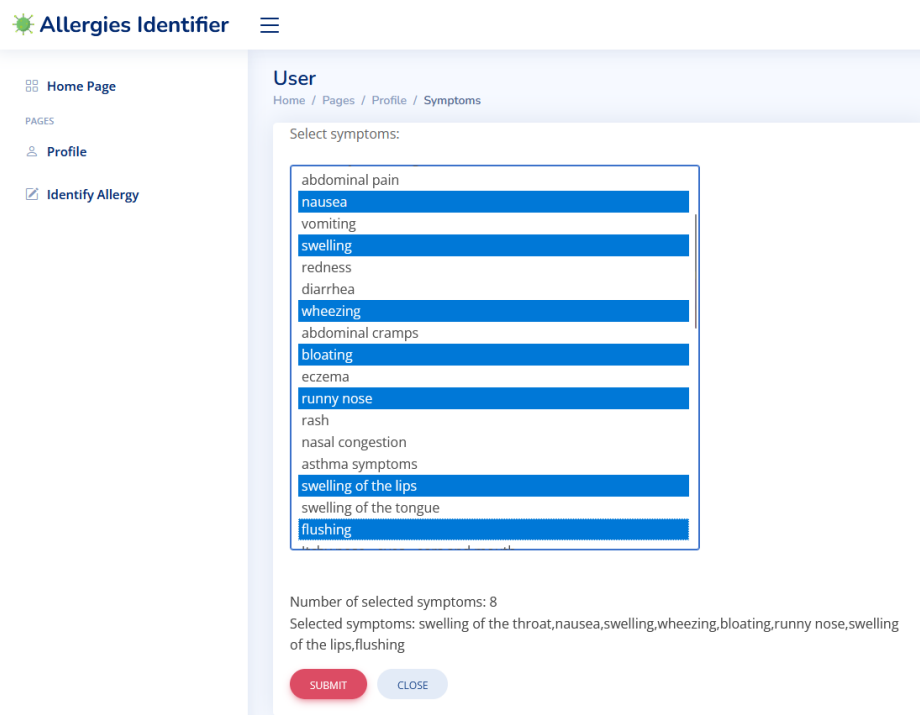 Allergies Identifier
Home Page
PAGES
Profile
Identify Allergy
User
Home / Pages / Profile / Symptoms
Select symptoms:
abdominal pain
nausea
vomiting
swelling
redness
diarrhea
wheezing
abdominal cramps
bloating
eczema
runny nose
rash
nasal congestion
asthma symptoms
swelling of the lips
swelling of the tongue
flushing
Number of selected symptoms: 8
Selected symptoms: swelling of the throat,nausea,swelling,wheezing,bloating,runny nose,swelling
of the lips,flushing
SUBMIT CLOSE